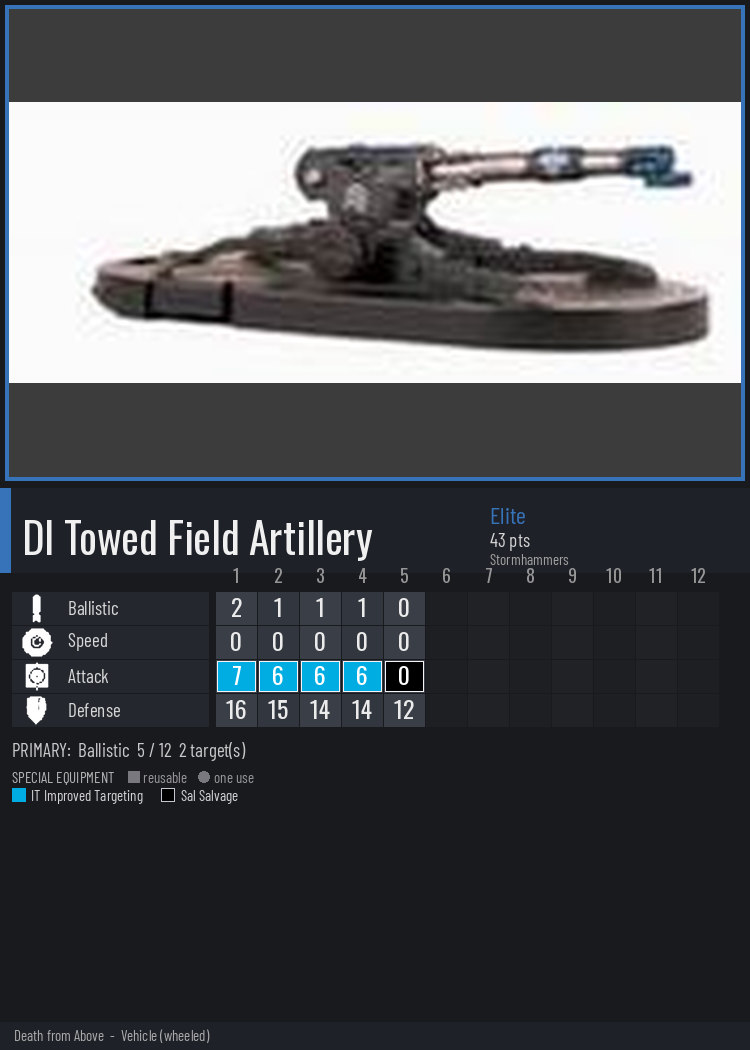 DI Towed Field Artillery
Elite
43 pts
Stormhammers
1 2 3 4 5 6 7 8 9 10 11 12
Ballistic 2 1 1 1 0
Speed 0 0 0 0 0
Attack 7 6 6 6 0
Defense 16 15 14 14 12
PRIMARY: Ballistic 5 / 12 2 target(s)
SPECIAL EQUIPMENT reusable one use
IT Improved Targeting Sal Salvage
Death from Above - Vehicle (wheeled)